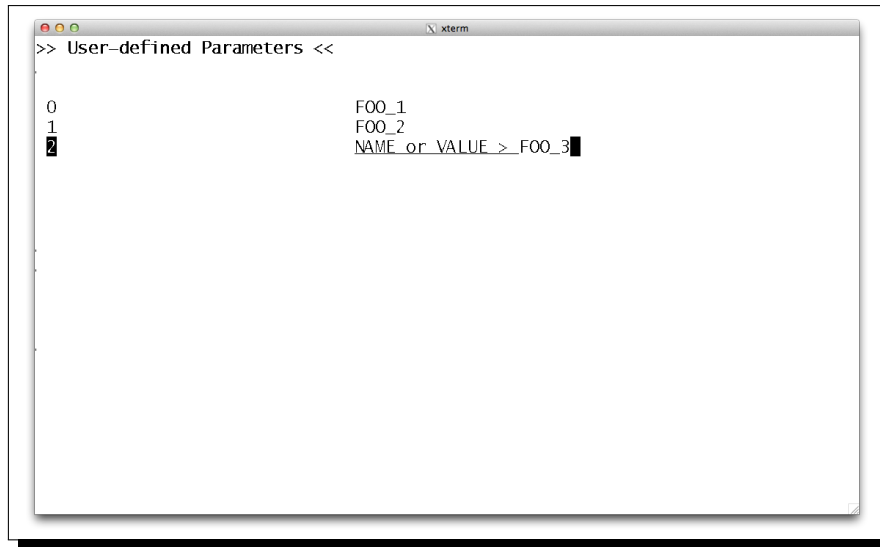 xterm
>> User-defined Parameters <<
0 FOO_1
1 FOO_2
2 NAME or VALUE > FOO_3